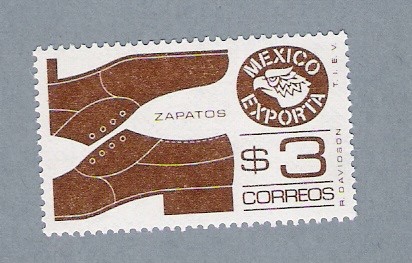 MEXICO
EXPORTA
ZAPATOS
$3
CORREOS
R. DAVIDSON
T.I.E.V.